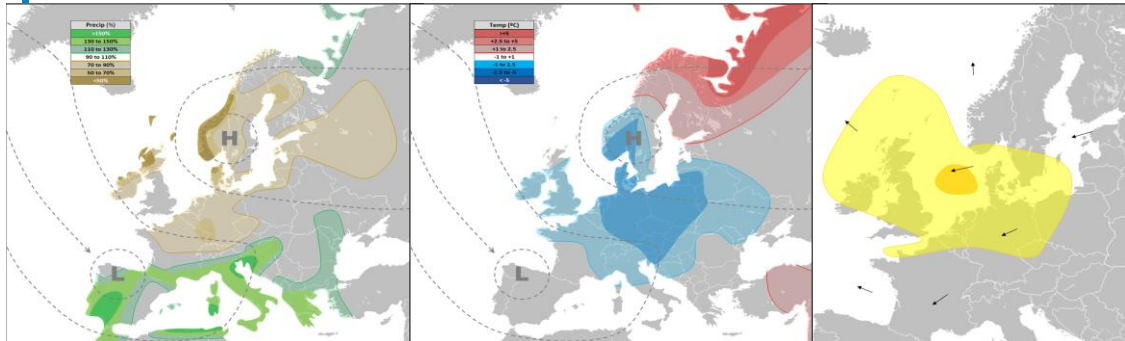 Precip (%)
>150%
130 to 150%
110 to 130%
90 to 110%
70 to 90%
50 to 70%
<50%
H
L
Temp (ºC)
>+5
+2.5 to +5
+1 to 2.5
-1 to +1
-1 to 2.5
-2.5 to -5
< -5
H
L